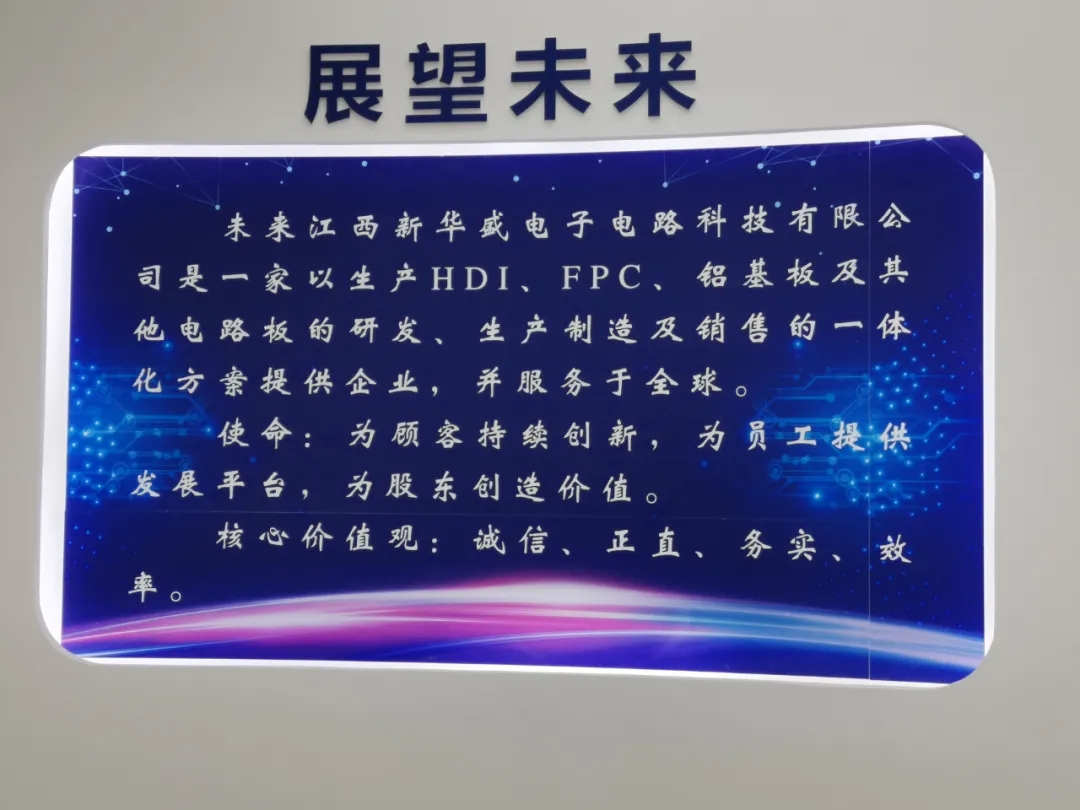 展望未来
未来江西新华盛电子电路科技有限公
司是一家以生产HDI、FPC、铝基板及其
他电路板的研发、生产制造及销售的一体
化方案提供企业，并服务于全球。
使命：为顾客持续创新，为员工提供
发展平台，为股东创造价值。
核心价值观：诚信、正直、务实、效
率。